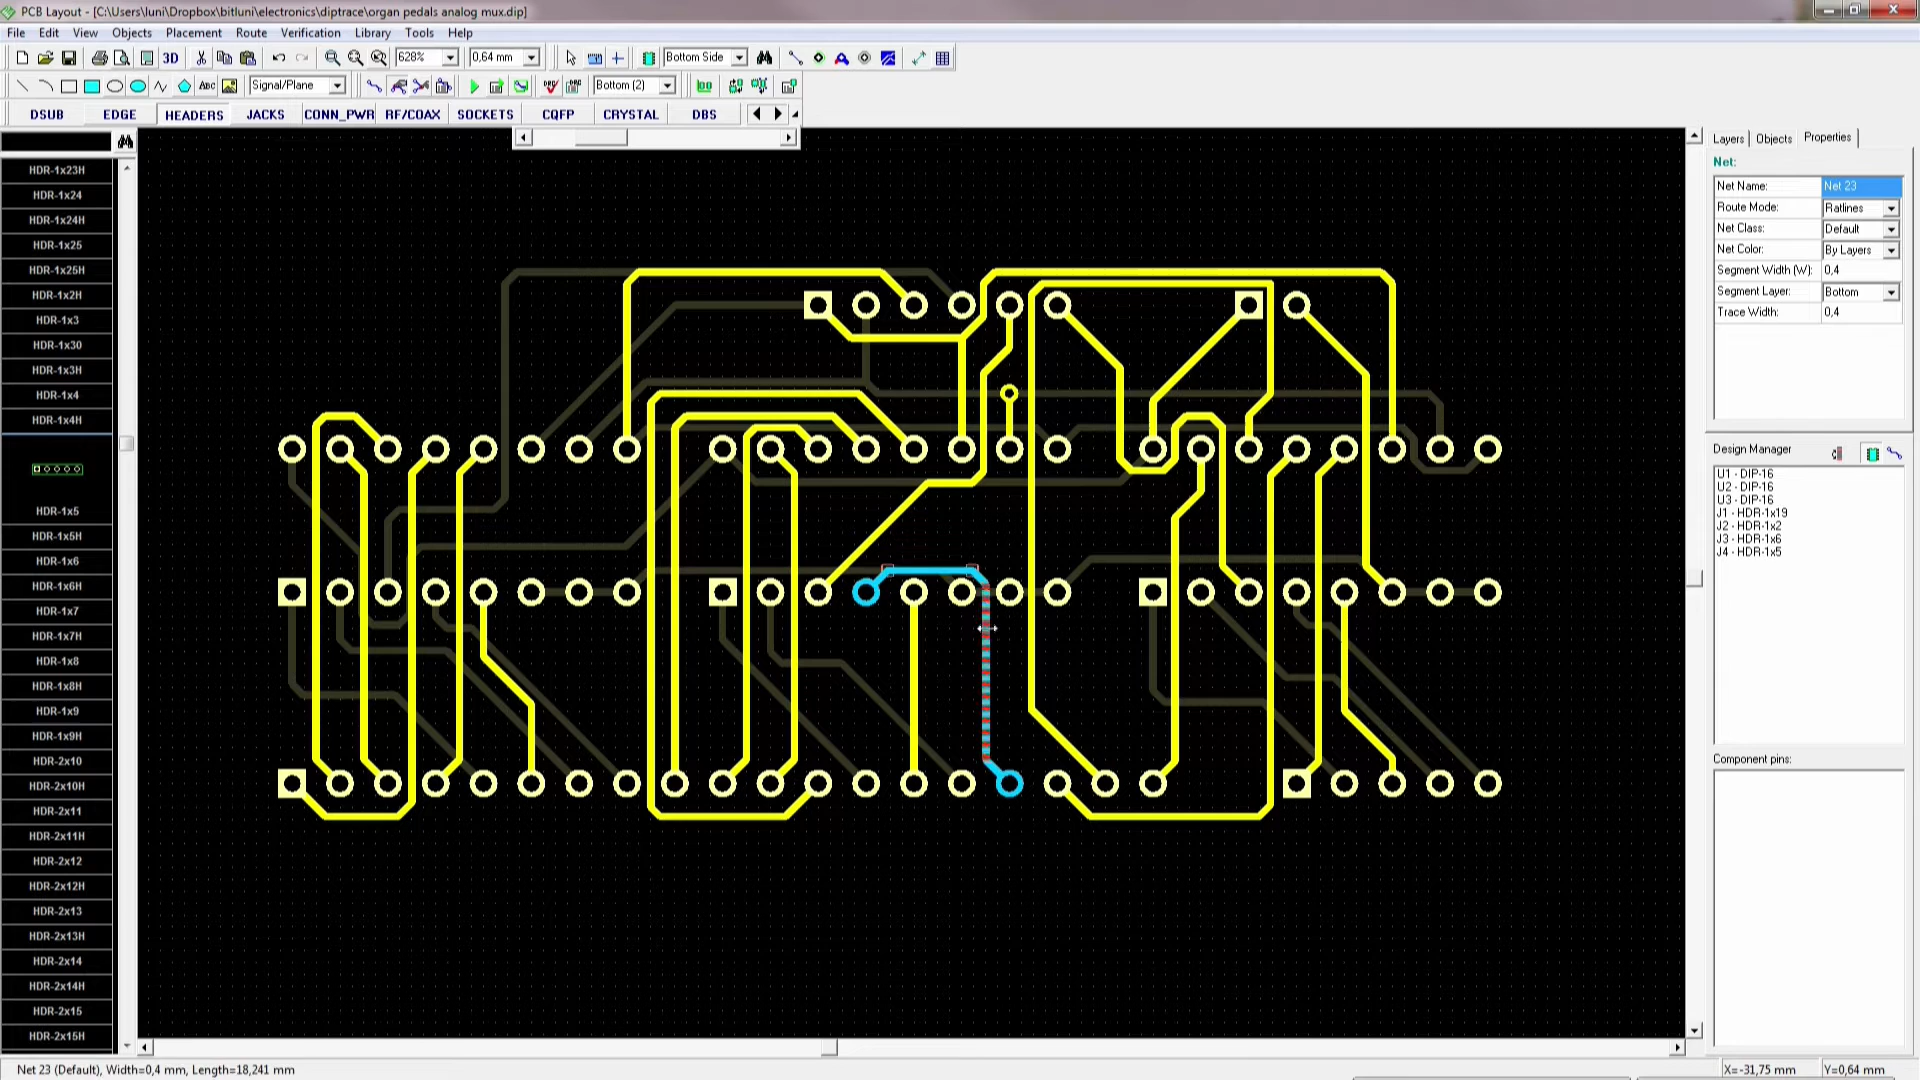 PCB Layout - [C:\Users\luni\Dropbox\bitluni\electronics\diptrace\organ pedals analog mux.dip]
File Edit View Objects Placement Route Verification Library Tools Help
3D 628% 0,64 mm Bottom Side
Abc Signal/Plane Bottom (2)
DSUB EDGE HEADERS JACKS CONN_PWR RF/COAX SOCKETS CQFP CRYSTAL DBS
HDR-1x23H
HDR-1x24
HDR-1x24H
HDR-1x25
HDR-1x25H
HDR-1x2H
HDR-1x3
HDR-1x30
HDR-1x3H
HDR-1x4
HDR-1x4H
HDR-1x5
HDR-1x5H
HDR-1x6
HDR-1x6H
HDR-1x7
HDR-1x7H
HDR-1x8
HDR-1x8H
HDR-1x9
HDR-1x9H
HDR-2x10
HDR-2x10H
HDR-2x11
HDR-2x11H
HDR-2x12
HDR-2x12H
HDR-2x13
HDR-2x13H
HDR-2x14
HDR-2x14H
HDR-2x15
HDR-2x15H
Layers Objects Properties
Net:
Net Name: Net 23
Route Mode: Ratlines
Net Class: Default
Net Color: By Layers
Segment Width (W): 0,4
Segment Layer: Bottom
Trace Width: 0,4
Design Manager
U1 - DIP-16
U2 - DIP-16
U3 - DIP-16
J1 - HDR-1x19
J2 - HDR-1x2
J3 - HDR-1x6
J4 - HDR-1x5
Component pins:
Net 23 (Default), Width=0,4 mm, Length=18,241 mm
X=-31,75 mm Y=0,64 mm